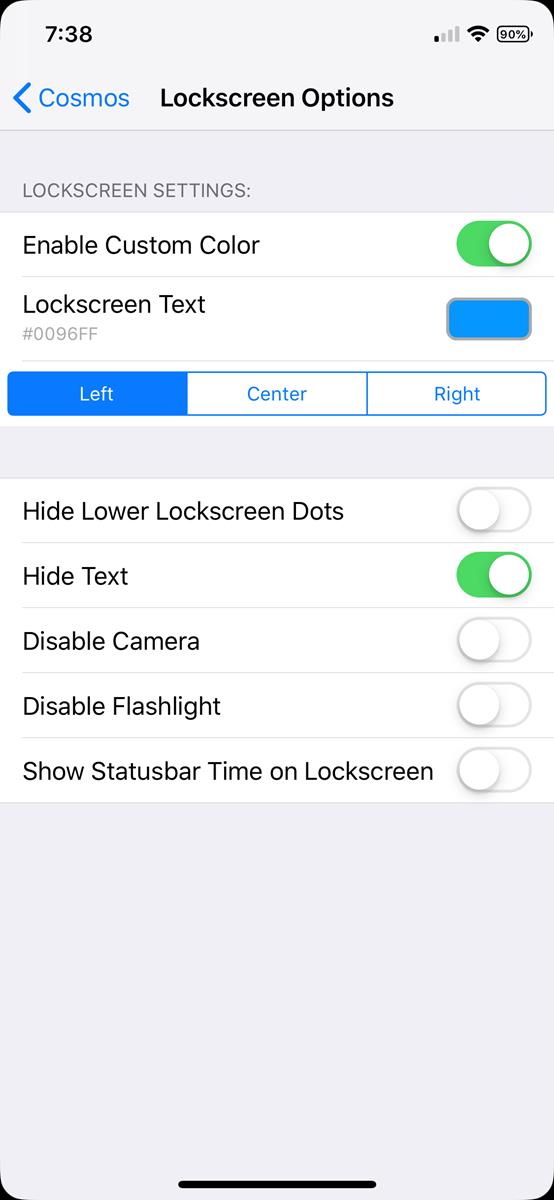 7:38
90%
Cosmos
Lockscreen Options
LOCKSCREEN SETTINGS:
Enable Custom Color
Lockscreen Text
#0096FF
Left Center Right
Hide Lower Lockscreen Dots
Hide Text
Disable Camera
Disable Flashlight
Show Statusbar Time on Lockscreen